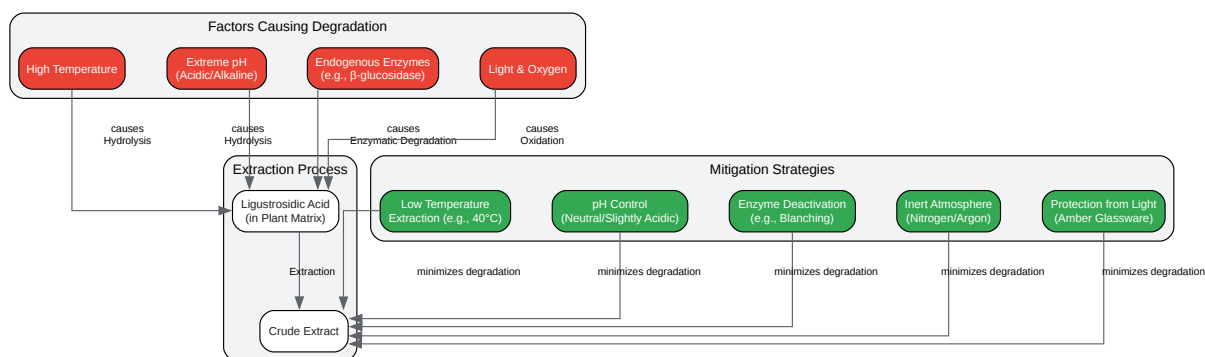 Factors Causing Degradation
High Temperature
Extreme pH
(Acidic/Alkaline)
Endogenous Enzymes
(e.g., β-glucosidase)
Light & Oxygen
causes
Hydrolysis
causes
Hydrolysis
causes
Enzymatic Degradation
causes
Oxidation
Extraction Process
Ligustrosidic Acid
(in Plant Matrix)
Extraction
Crude Extract
Mitigation Strategies
Low Temperature
Extraction (e.g., 40°C)
pH Control
(Neutral/Slightly Acidic)
Enzyme Deactivation
(e.g., Blanching)
Inert Atmosphere
(Nitrogen/Argon)
Protection from Light
(Amber Glassware)
minimizes degradation
minimizes degradation
minimizes degradation
minimizes degradation
minimizes degradation